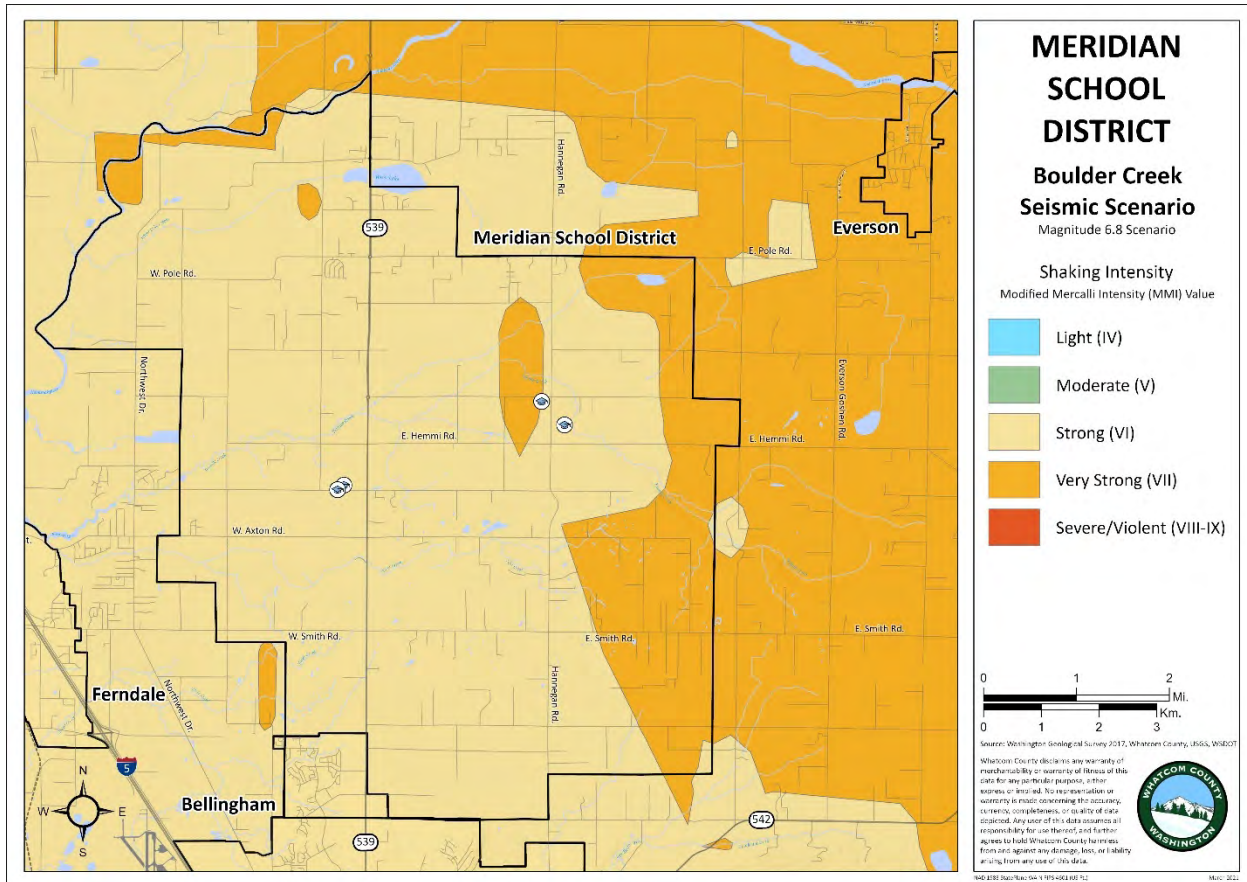 MERIDIAN
SCHOOL
DISTRICT
Boulder Creek
Seismic Scenario
Magnitude 6.8 Scenario
Shaking Intensity
Modified Mercalli Intensity (MMI) Value
Light (IV)
Moderate (V)
Strong (VI)
Very Strong (VII)
Severe/Violent (VIII-IX)
0 1 2
Mi.
Km.
0 1 2 3
Source: Washington Geological Survey 2017, Whatcom County, USGS, WSDOT
Whatcom County disclaims any warranty of
merchantability or warranty of fitness of this
data for any particular purpose, either
express or implied. No representation or
warranty is made concerning the accuracy,
currency, completeness, or quality of data
depicted. Any user of this data assumes all
responsibility for use thereof, and further
agrees to hold Whatcom County harmless
from and against any damage, loss, or liability
arising from any use of this data.
WHATCOM COUNTY
WASHINGTON
Hannegan Rd.
539
Meridian School District
Everson
E. Pole Rd.
W. Pole Rd.
Northwest Dr.
Everson Goshen Rd.
E. Hemmi Rd.
E. Hemmi Rd.
W. Axton Rd.
W. Smith Rd.
E. Smith Rd.
E. Smith Rd.
Ferndale
Northwest Dr.
Hannegan Rd.
5
N
W E
S
Bellingham
539
542